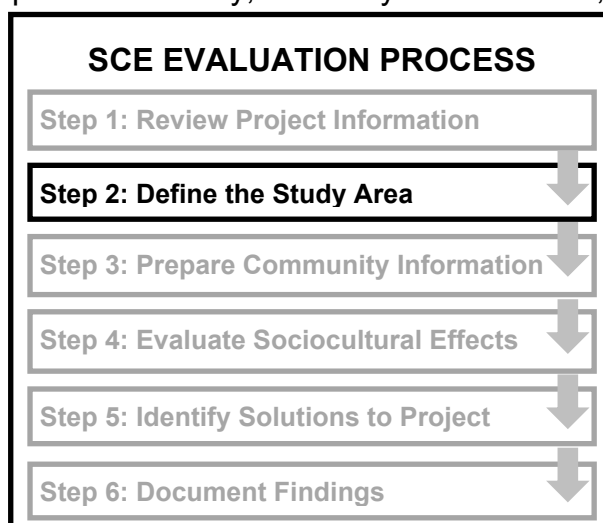 SCE EVALUATION PROCESS
Step 1: Review Project Information
Step 2: Define the Study Area
Step 3: Prepare Community Information
Step 4: Evaluate Sociocultural Effects
Step 5: Identify Solutions to Project
Step 6: Document Findings